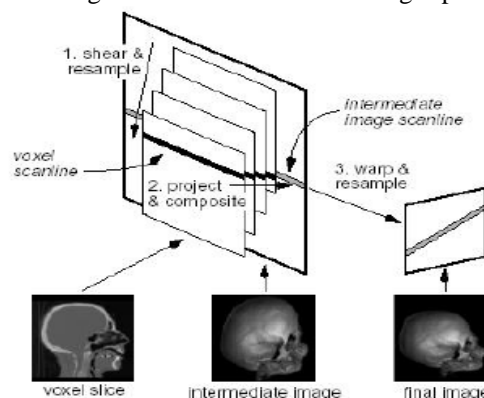 1. shear &
resample
intermediate
image scanline
voxel
scanline
2. project
& composite
3. warp &
resample
voxel slice
intermediate image
final image